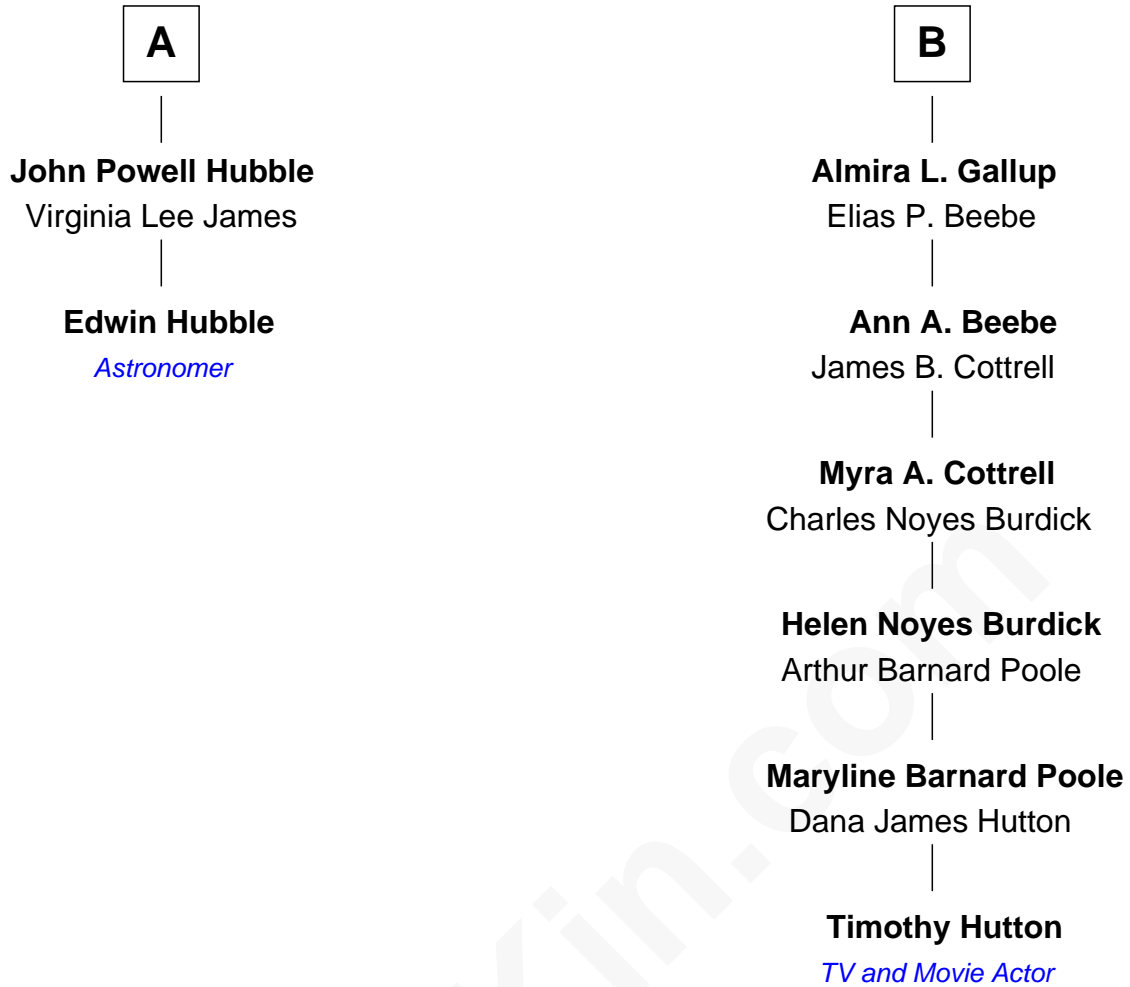 A
John Powell Hubble
Virginia Lee James
Edwin Hubble
Astronomer
B
Almira L. Gallup
Elias P. Beebe
Ann A. Beebe
James B. Cottrell
Myra A. Cottrell
Charles Noyes Burdick
Helen Noyes Burdick
Arthur Barnard Poole
Maryline Barnard Poole
Dana James Hutton
Timothy Hutton
TV and Movie Actor
Kin.com